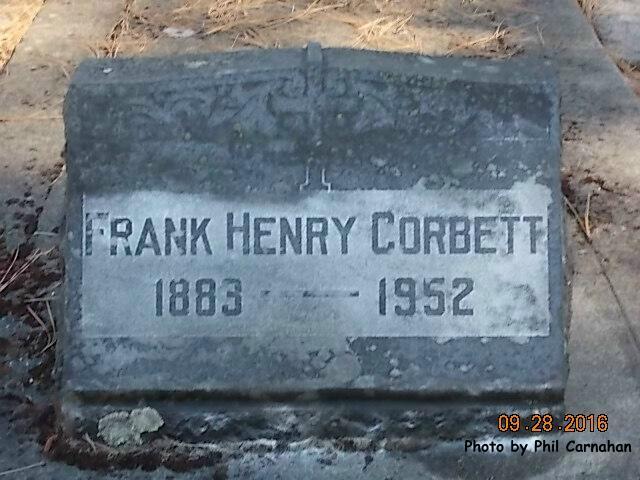 FRANK HENRY CORBETT
1883 — 1952
09.28.2016
Photo by Phil Carnahan